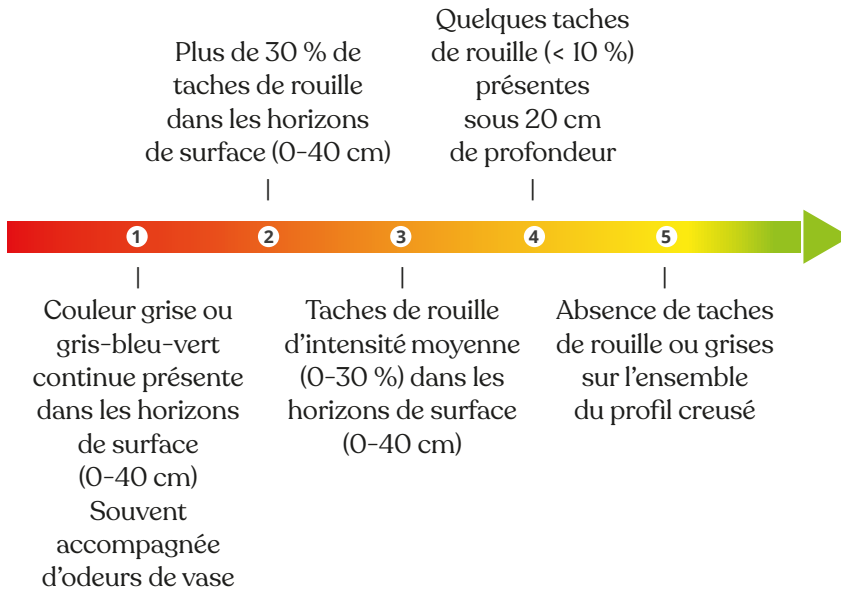 Plus de 30 % de
taches de rouille
dans les horizons
de surface (0-40 cm)
Quelques taches
de rouille (< 10 %)
présentes
sous 20 cm
de profondeur
1
2
3
4
5
Couleur grise ou
gris-bleu-vert
continue présente
dans les horizons
de surface
(0-40 cm)
Souvent
accompagnée
d'odeurs de vase
Taches de rouille
d'intensité moyenne
(0-30 %) dans les
horizons de surface
(0-40 cm)
Absence de taches
de rouille ou grises
sur l'ensemble
du profil creusé